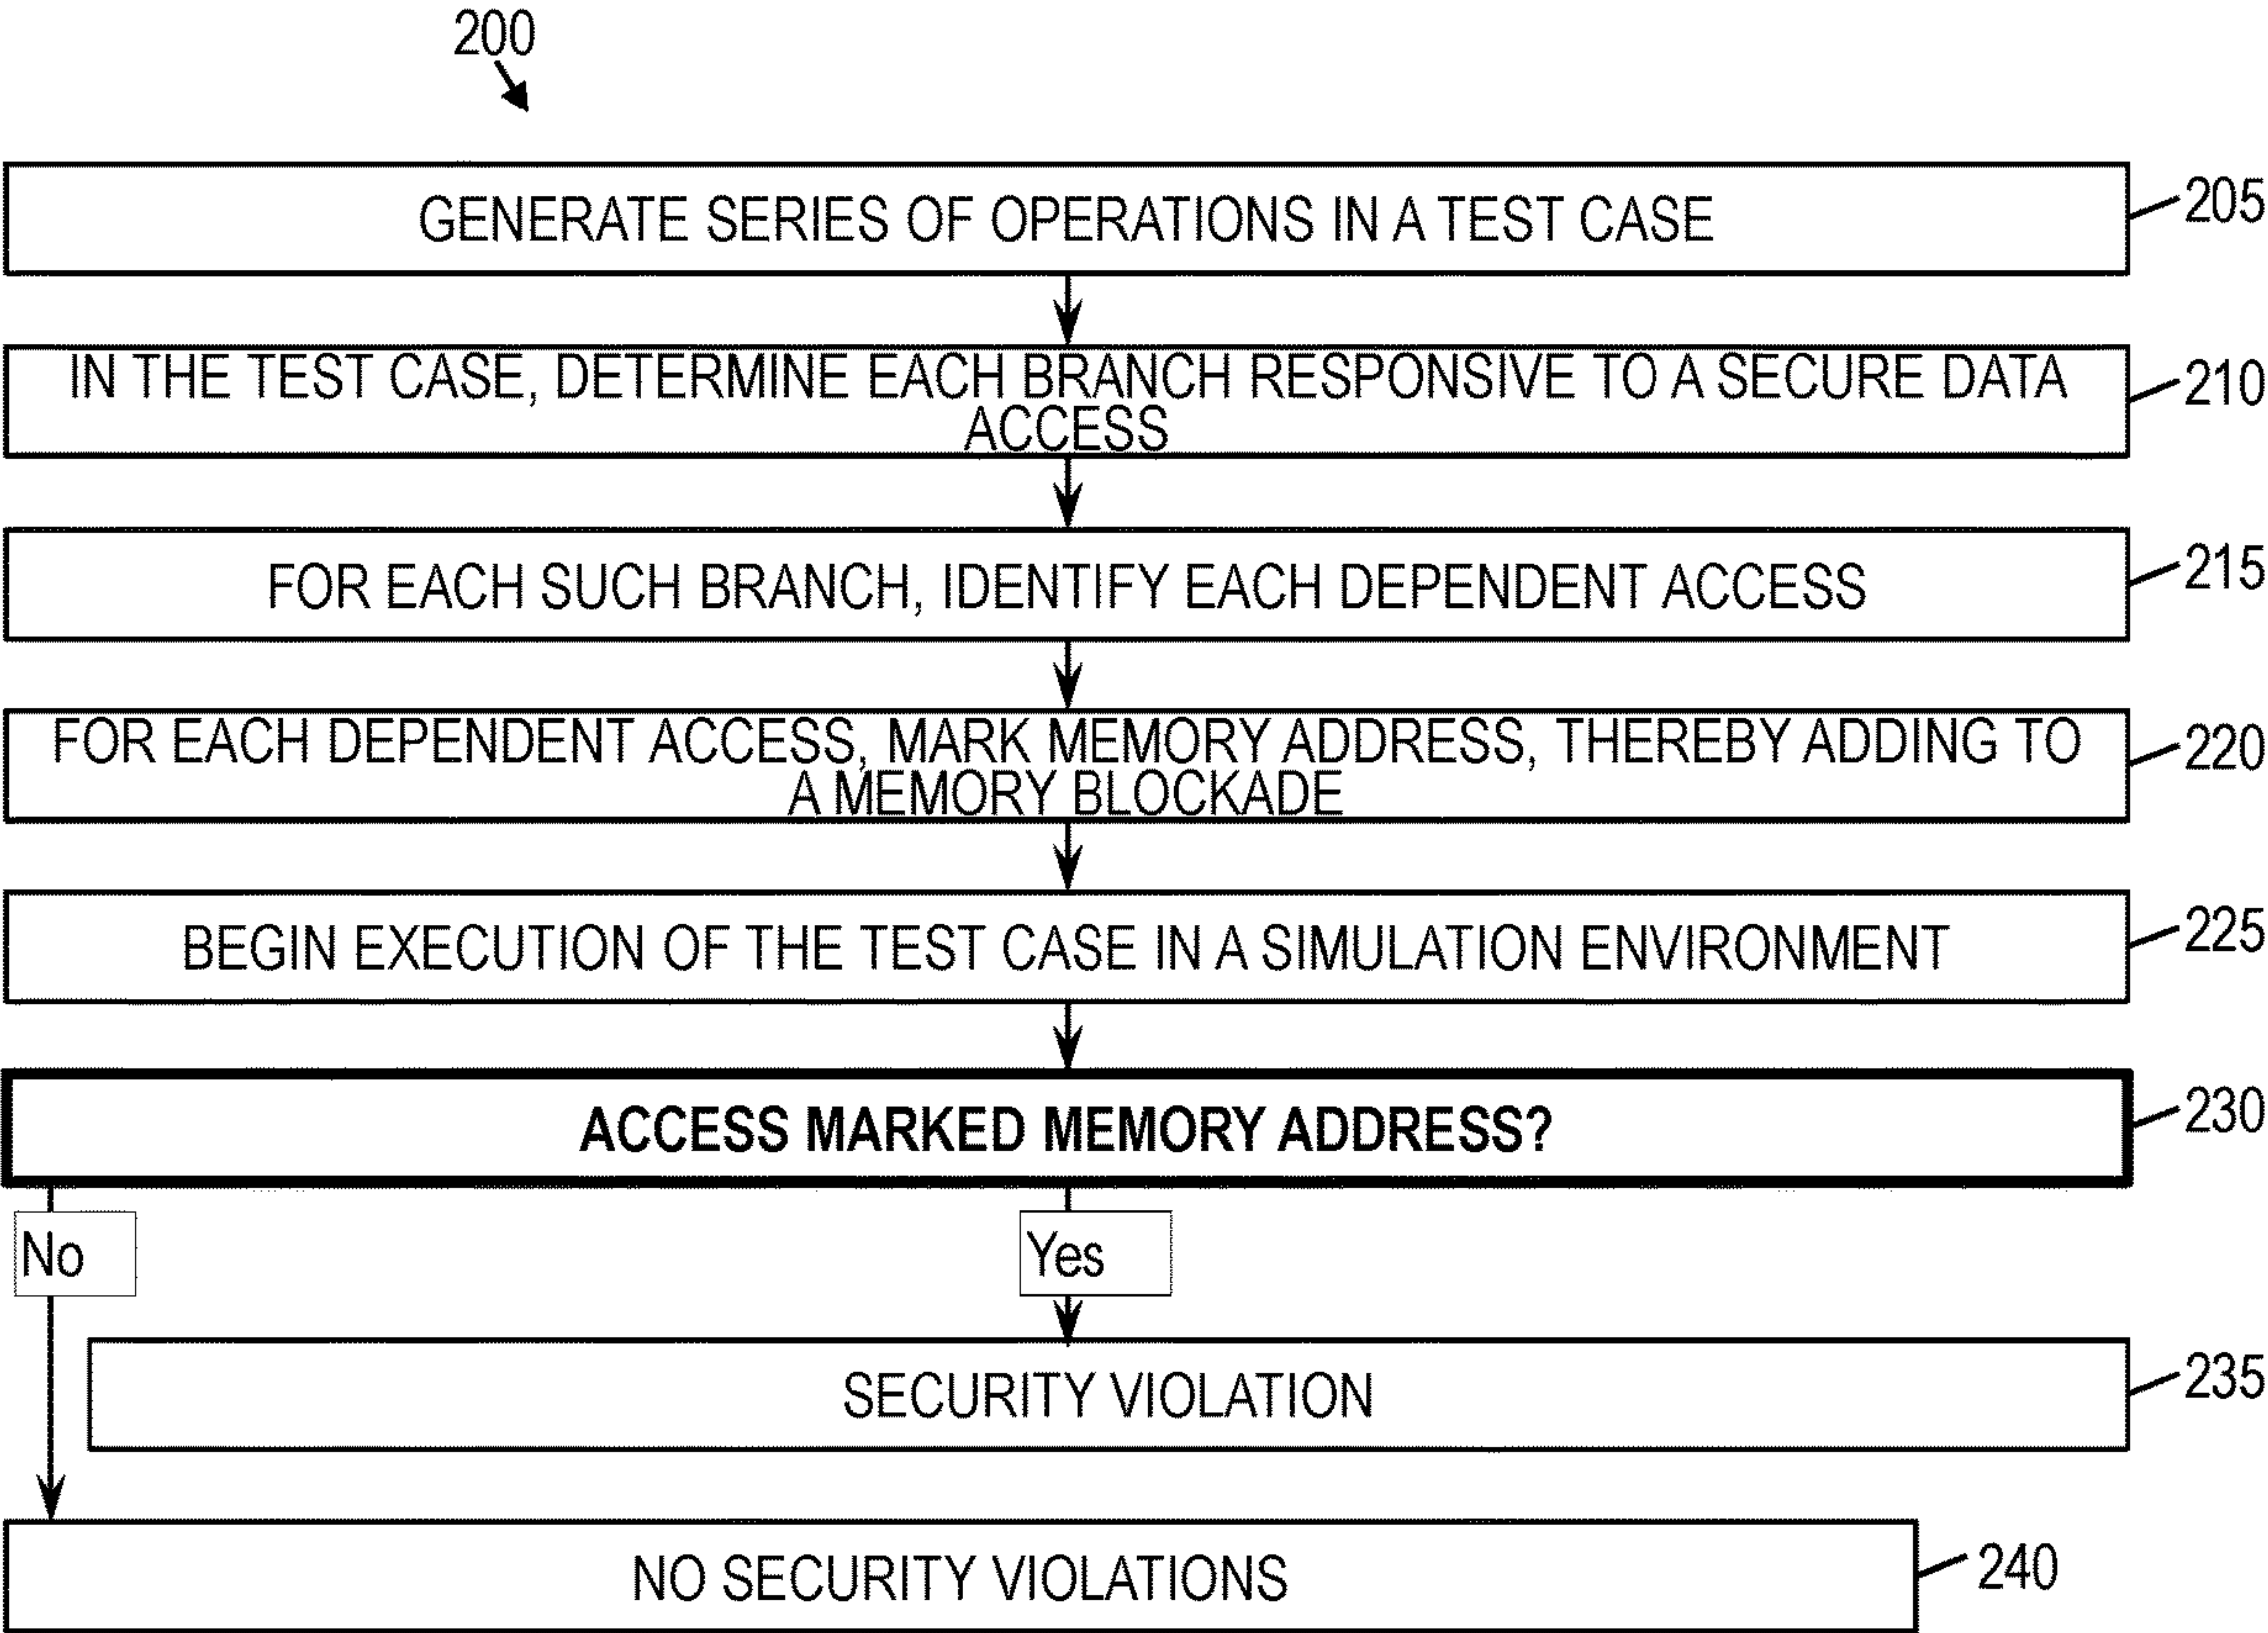 200
GENERATE SERIES OF OPERATIONS IN A TEST CASE
205
IN THE TEST CASE, DETERMINE EACH BRANCH RESPONSIVE TO A SECURE DATA
ACCESS
210
FOR EACH SUCH BRANCH, IDENTIFY EACH DEPENDENT ACCESS
215
FOR EACH DEPENDENT ACCESS, MARK MEMORY ADDRESS, THEREBY ADDING TO
A MEMORY BLOCKADE
220
BEGIN EXECUTION OF THE TEST CASE IN A SIMULATION ENVIRONMENT
225
ACCESS MARKED MEMORY ADDRESS?
230
No
Yes
SECURITY VIOLATION
235
NO SECURITY VIOLATIONS
240